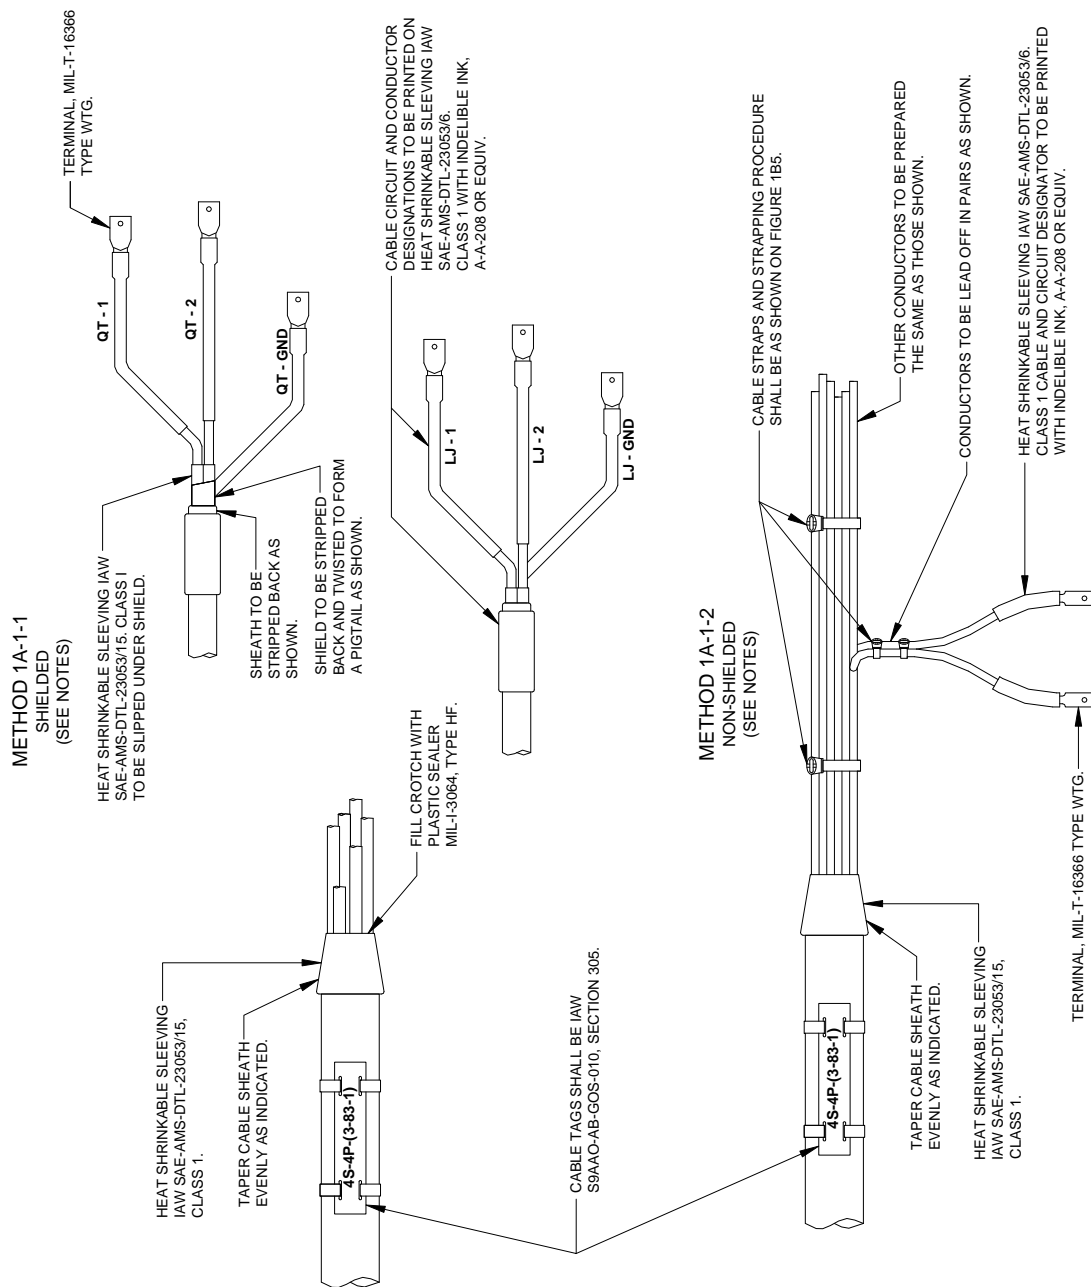 METHOD 1A-1-1
SHIELDED
(SEE NOTES)
TERMINAL, MIL-T-16366
TYPE WTG.
QT - 1
QT - 2
QT - GND
HEAT SHRINKABLE SLEEVING IAW
SAE-AMS-DTL-23053/15. CLASS I
TO BE SLIPPED UNDER SHIELD.
SHEATH TO BE
STRIPPED BACK AS
SHOWN.
SHIELD TO BE STRIPPED
BACK AND TWISTED TO FORM
A PIGTAIL AS SHOWN.
CABLE CIRCUIT AND CONDUCTOR
DESIGNATIONS TO BE PRINTED ON
HEAT SHRINKABLE SLEEVING IAW
SAE-AMS-DTL-23053/6.
CLASS 1 WITH INDELIBLE INK,
A-A-208 OR EQUIV.
LJ - 1
LJ - 2
LJ - GND
HEAT SHRINKABLE SLEEVING
IAW SAE-AMS-DTL-23053/15,
CLASS 1.
TAPER CABLE SHEATH
EVENLY AS INDICATED.
4S-4P-(3-83-1)
FILL CROTCH WITH
PLASTIC SEALER
MIL-I-3064, TYPE HF.
CABLE TAGS SHALL BE IAW
S9AAO-AB-GOS-010, SECTION 305.
METHOD 1A-1-2
NON-SHIELDED
(SEE NOTES)
CABLE STRAPS AND STRAPPING PROCEDURE
SHALL BE AS SHOWN ON FIGURE 1B5.
OTHER CONDUCTORS TO BE PREPARED
THE SAME AS THOSE SHOWN.
CONDUCTORS TO BE LEAD OFF IN PAIRS AS SHOWN.
HEAT SHRINKABLE SLEEVING IAW SAE-AMS-DTL-23053/6.
CLASS 1 CABLE AND CIRCUIT DESIGNATOR TO BE PRINTED
WITH INDELIBLE INK, A-A-208 OR EQUIV.
4S-4P-(3-83-1)
TAPER CABLE SHEATH
EVENLY AS INDICATED.
HEAT SHRINKABLE SLEEVING
IAW SAE-AMS-DTL-23053/15,
CLASS 1.
TERMINAL, MIL-T-16366 TYPE WTG.